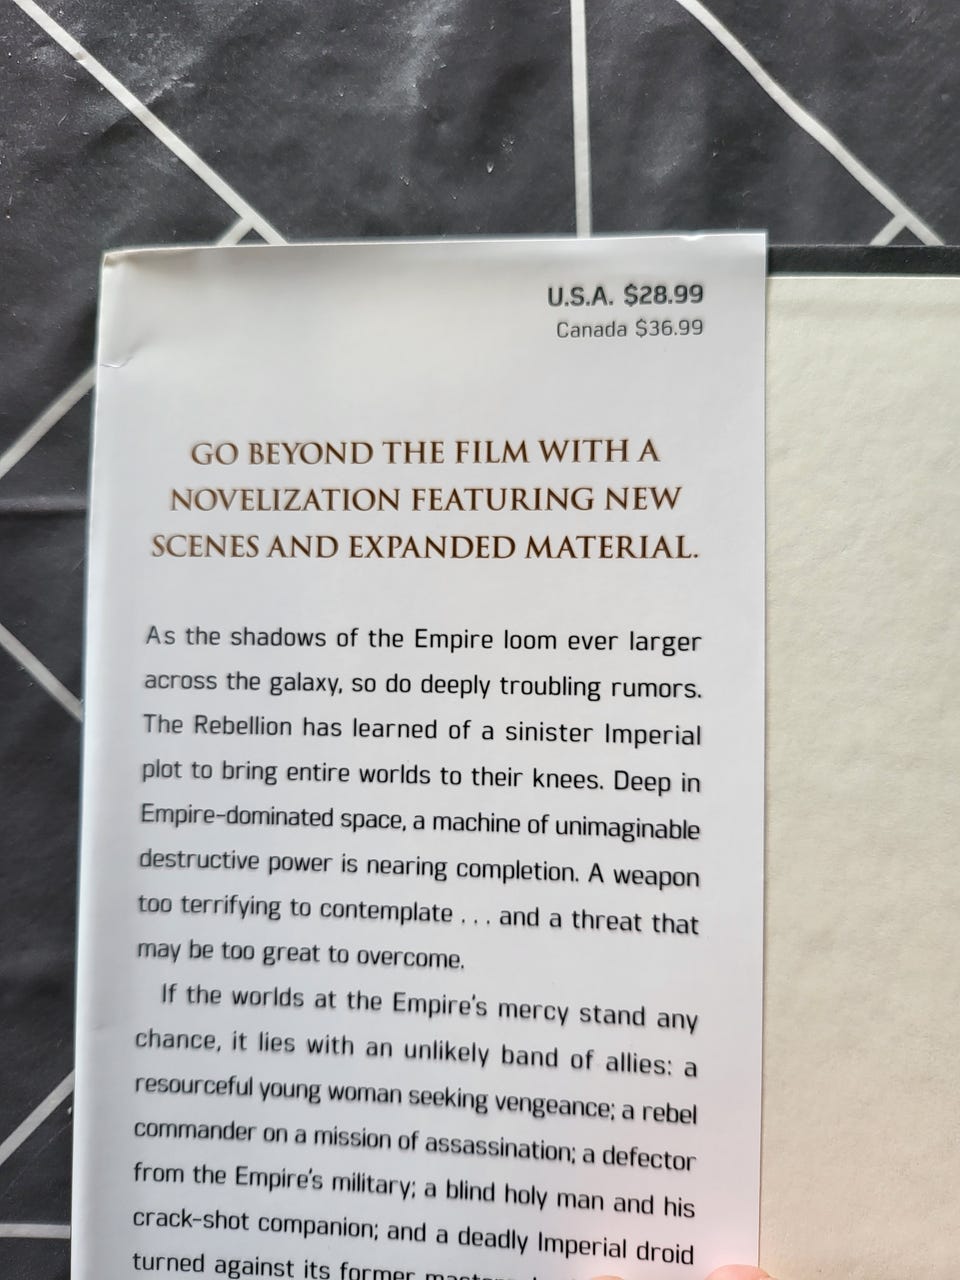 U.S.A. $28.99
Canada $36.99
GO BEYOND THE FILM WITH A
NOVELIZATION FEATURING NEW
SCENES AND EXPANDED MATERIAL.
As the shadows of the Empire loom ever larger
across the galaxy, so do deeply troubling rumors.
The Rebellion has learned of a sinister Imperial
plot to bring entire worlds to their knees. Deep in
Empire-dominated space, a machine of unimaginable
destructive power is nearing completion. A weapon
too terrifying to contemplate . . . and a threat that
may be too great to overcome.
If the worlds at the Empire's mercy stand any
chance, it lies with an unlikely band of allies: a
resourceful young woman seeking vengeance; a rebel
commander on a mission of assassination; a defector
from the Empire's military; a blind holy man and his
crack-shot companion; and a deadly Imperial droid
turned against its former